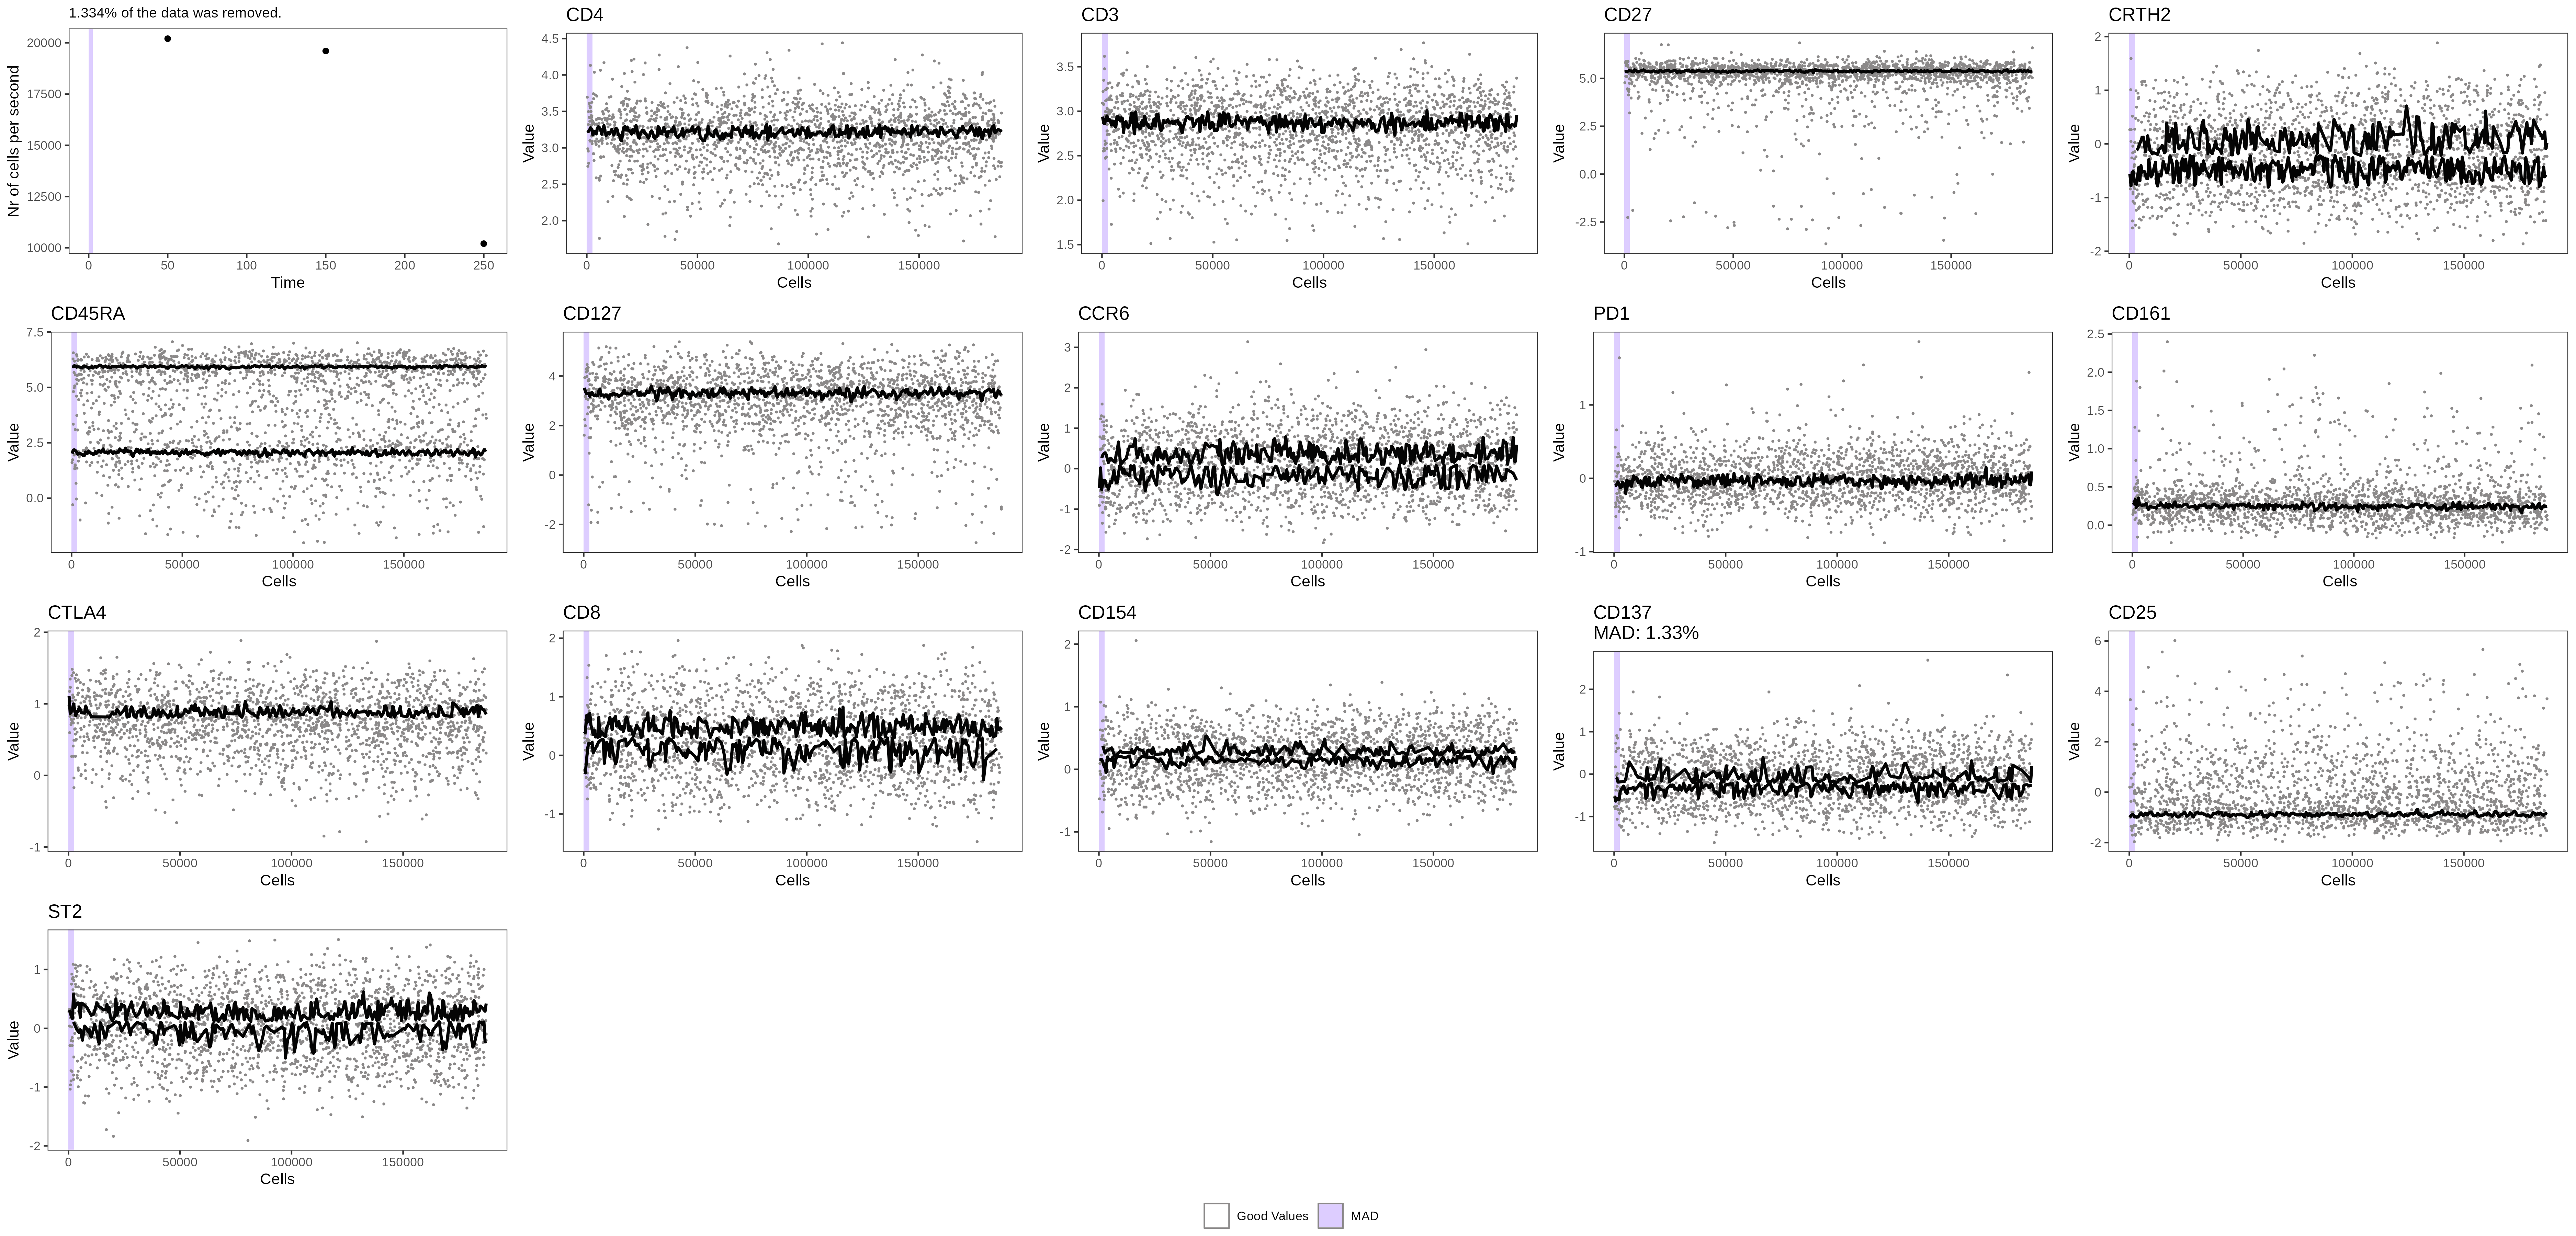 1.334% of the data was removed.
Nr of cells per second
20000
17500
15000
12500
10000
0 50 100 150 200 250
Time
CD4
Value
4.5
4.0
3.5
3.0
2.5
2.0
0 50000 100000 150000
Cells
CD3
Value
3.5
3.0
2.5
2.0
1.5
0 50000 100000 150000
Cells
CD27
Value
5.0
2.5
0.0
-2.5
0 50000 100000 150000
Cells
CRTH2
Value
2
1
0
-1
-2
0 50000 100000 150000
Cells
CD45RA
Value
7.5
5.0
2.5
0.0
0 50000 100000 150000
Cells
CD127
Value
4
2
0
-2
0 50000 100000 150000
Cells
CCR6
Value
3
2
1
0
-1
-2
0 50000 100000 150000
Cells
PD1
Value
1
0
-1
0 50000 100000 150000
Cells
CD161
Value
2.5
2.0
1.5
1.0
0.5
0.0
0 50000 100000 150000
Cells
CTLA4
Value
2
1
0
-1
0 50000 100000 150000
Cells
CD8
Value
2
1
0
-1
0 50000 100000 150000
Cells
CD154
Value
2
1
0
-1
0 50000 100000 150000
Cells
CD137
MAD: 1.33%
Value
2
1
0
-1
0 50000 100000 150000
Cells
CD25
Value
6
4
2
0
-2
0 50000 100000 150000
Cells
ST2
Value
1
0
-1
-2
0 50000 100000 150000
Cells
Good Values MAD